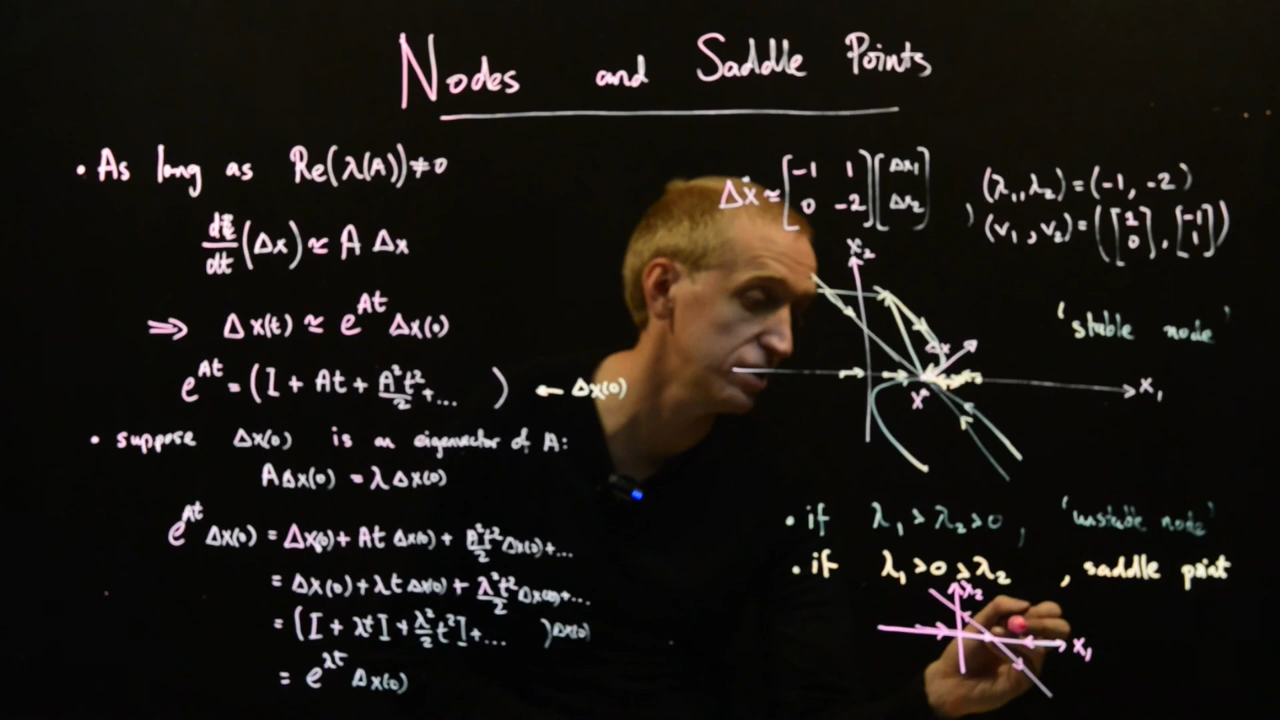 Nodes and Saddle Points
• As long as Re(λ(A))≠0
d/dt (Δx) ≈ A Δx
⇒ Δx(t) ≈ e^{At} Δx(0)
e^{At} = (I + At + A²t²/2 + ... ) ← Δx(0)
• suppose Δx(0) is an eigenvector of A:
AΔx(0) = λΔx(0)
e^{At} Δx(0) = Δx(0) + At Δx(0) + A²t²/2 Δx(0) + ...
= Δx(0) + λt Δx(0) + λ²t²/2 Δx(0) + ...
= (I + λtI + λ²/2 t²I + ... )Δx(0)
= e^{λt} Δx(0)
Δẋ ≈ [-1 1; 0 -2] [Δx₁; Δx₂] , (λ₁,λ₂) = (-1, -2)
(v₁,v₂) = ([1; 0], [-1; 1])
x₂
'stable node'
Δx
x*
x₁
• if λ₁ > λ₂ > 0 , 'unstable node'
• if λ₁ > 0 > λ₂ , saddle point
x₂
x₁